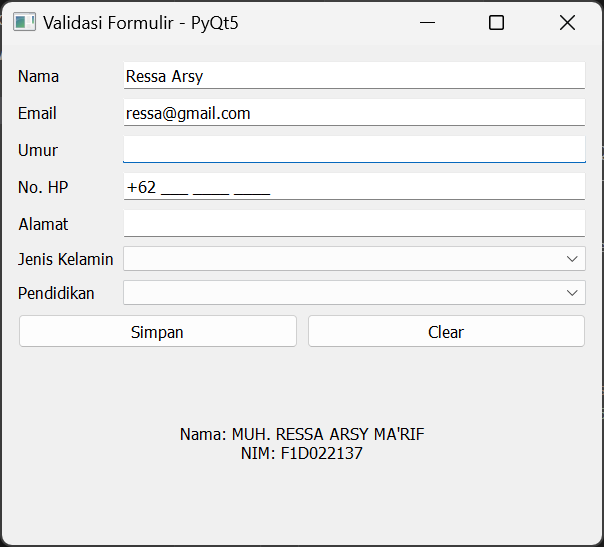 Validasi Formulir - PyQt5
Nama Ressa Arsy
Email ressa@gmail.com
Umur
No. HP +62 ___ ____ ____
Alamat
Jenis Kelamin
Pendidikan
Simpan Clear
Nama: MUH. RESSA ARSY MA'RIF
NIM: F1D022137